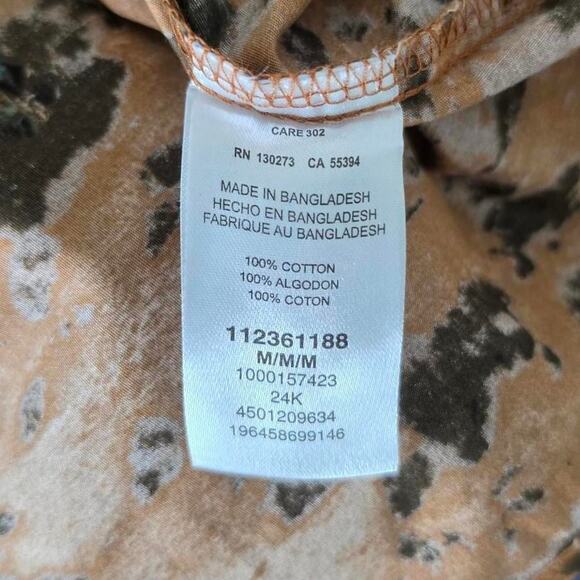 CARE 302
RN 130273 CA 55394
MADE IN BANGLADESH
HECHO EN BANGLADESH
FABRIQUE AU BANGLADESH
100% COTTON
100% ALGODON
100% COTON
112361188
M/M/M
1000157423
24K
4501209634
196458699146